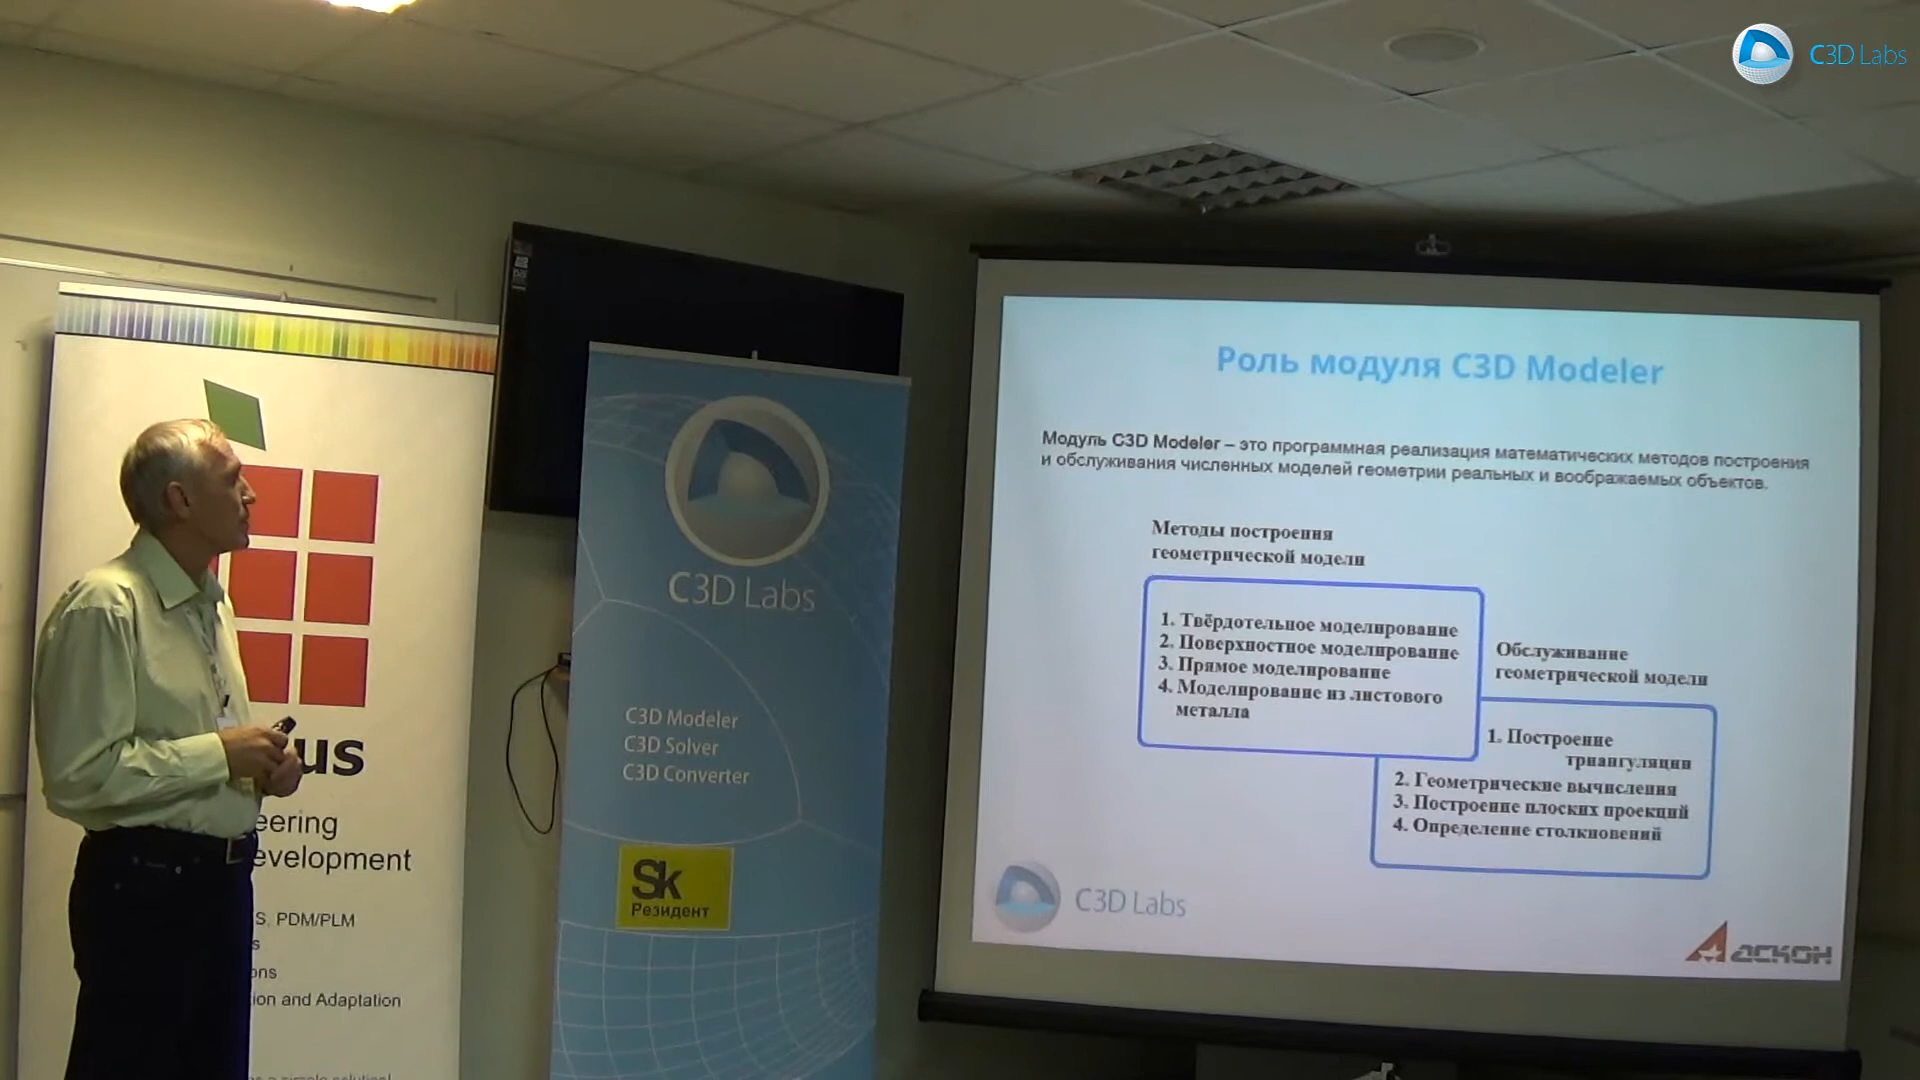 C3D Labs
us
eering
evelopment
S, PDM/PLM
s
ons
ion and Adaptation
C3D Labs
C3D Modeler
C3D Solver
C3D Converter
Sk
Резидент
Роль модуля C3D Modeler
Модуль C3D Modeler – это программная реализация математических методов построения
и обслуживания численных моделей геометрии реальных и воображаемых объектов.
Методы построения
геометрической модели
1. Твёрдотельное моделирование
2. Поверхностное моделирование
3. Прямое моделирование
4. Моделирование из листового
металла
Обслуживание
геометрической модели
1. Построение
триангуляции
2. Геометрические вычисления
3. Построение плоских проекций
4. Определение столкновений
C3D Labs
АСКОН